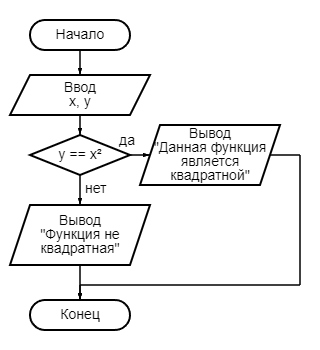 Начало
Ввод
x, y
y == x²
да
Вывод
"Данная функция
является
квадратной"
нет
Вывод
"Функция не
квадратная"
Конец